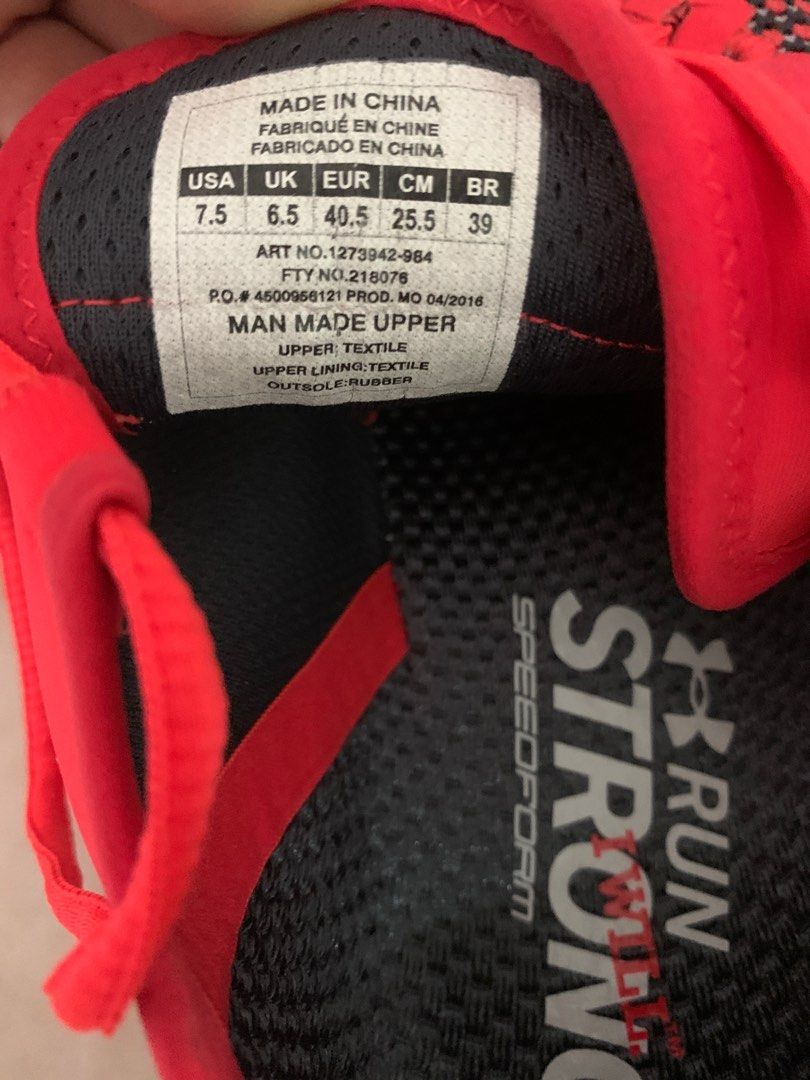 MADE IN CHINA
FABRIQUÉ EN CHINE
FABRICADO EN CHINA
USA UK EUR CM BR
7.5 6.5 40.5 25.5 39
ART NO.1273942-984
FTY NO.218076
P.O.# 4500956121 PROD. MO 04/2016
MAN MADE UPPER
UPPER: TEXTILE
UPPER LINING:TEXTILE
OUTSOLE:RUBBER
RUN
STRONG
I WILL.™
SPEEDFORM